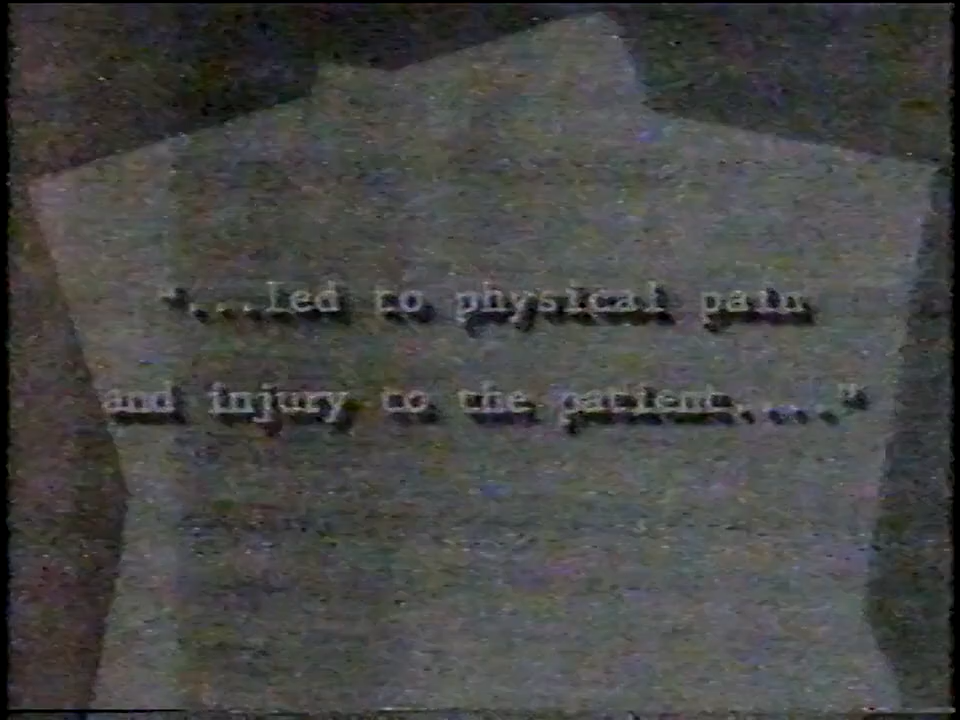 "...led to physical pain
and injury to the patient...."